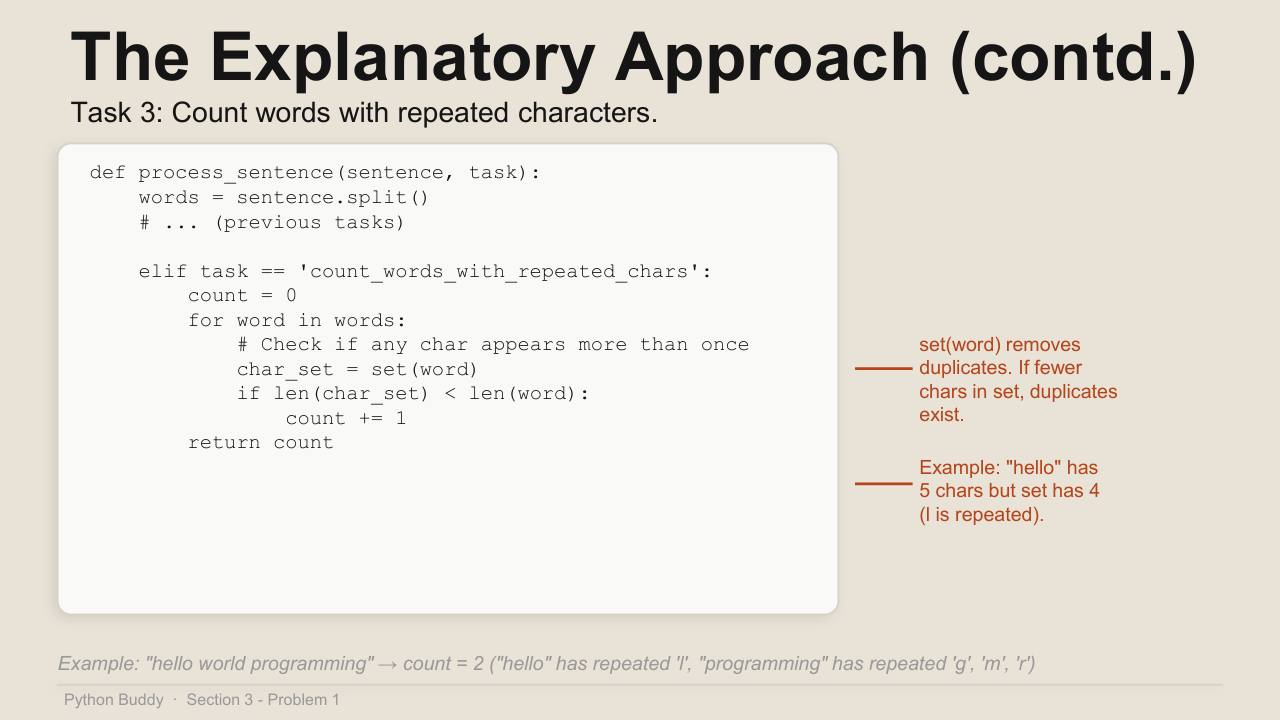 The Explanatory Approach (contd.)
Task 3: Count words with repeated characters.
def process_sentence(sentence, task):
    words = sentence.split()
    # ... (previous tasks)

    elif task == 'count_words_with_repeated_chars':
        count = 0
        for word in words:
            # Check if any char appears more than once
            char_set = set(word)
            if len(char_set) < len(word):
                count += 1
        return count
set(word) removes
duplicates. If fewer
chars in set, duplicates
exist.
Example: "hello" has
5 chars but set has 4
(l is repeated).
Example: "hello world programming" → count = 2 ("hello" has repeated 'l', "programming" has repeated 'g', 'm', 'r')
Python Buddy · Section 3 - Problem 1